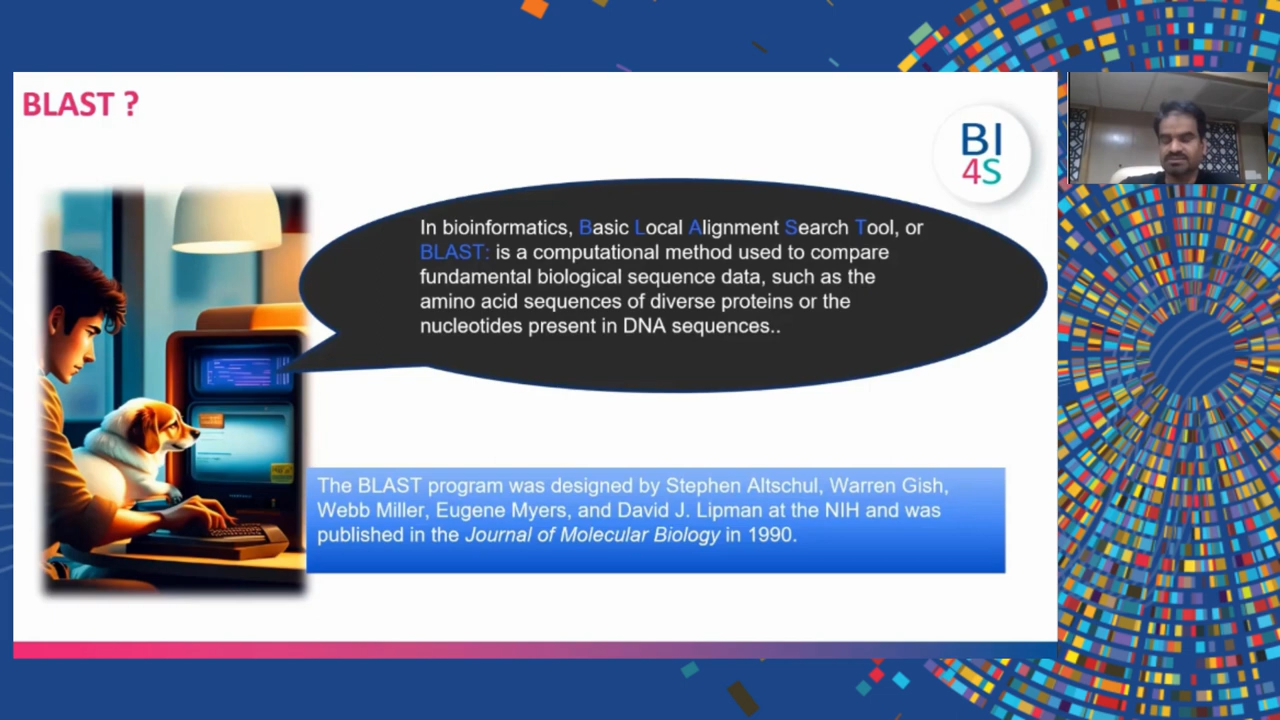 BLAST ?
BI
4S
In bioinformatics, Basic Local Alignment Search Tool, or
BLAST: is a computational method used to compare
fundamental biological sequence data, such as the
amino acid sequences of diverse proteins or the
nucleotides present in DNA sequences..
The BLAST program was designed by Stephen Altschul, Warren Gish,
Webb Miller, Eugene Myers, and David J. Lipman at the NIH and was
published in the Journal of Molecular Biology in 1990.